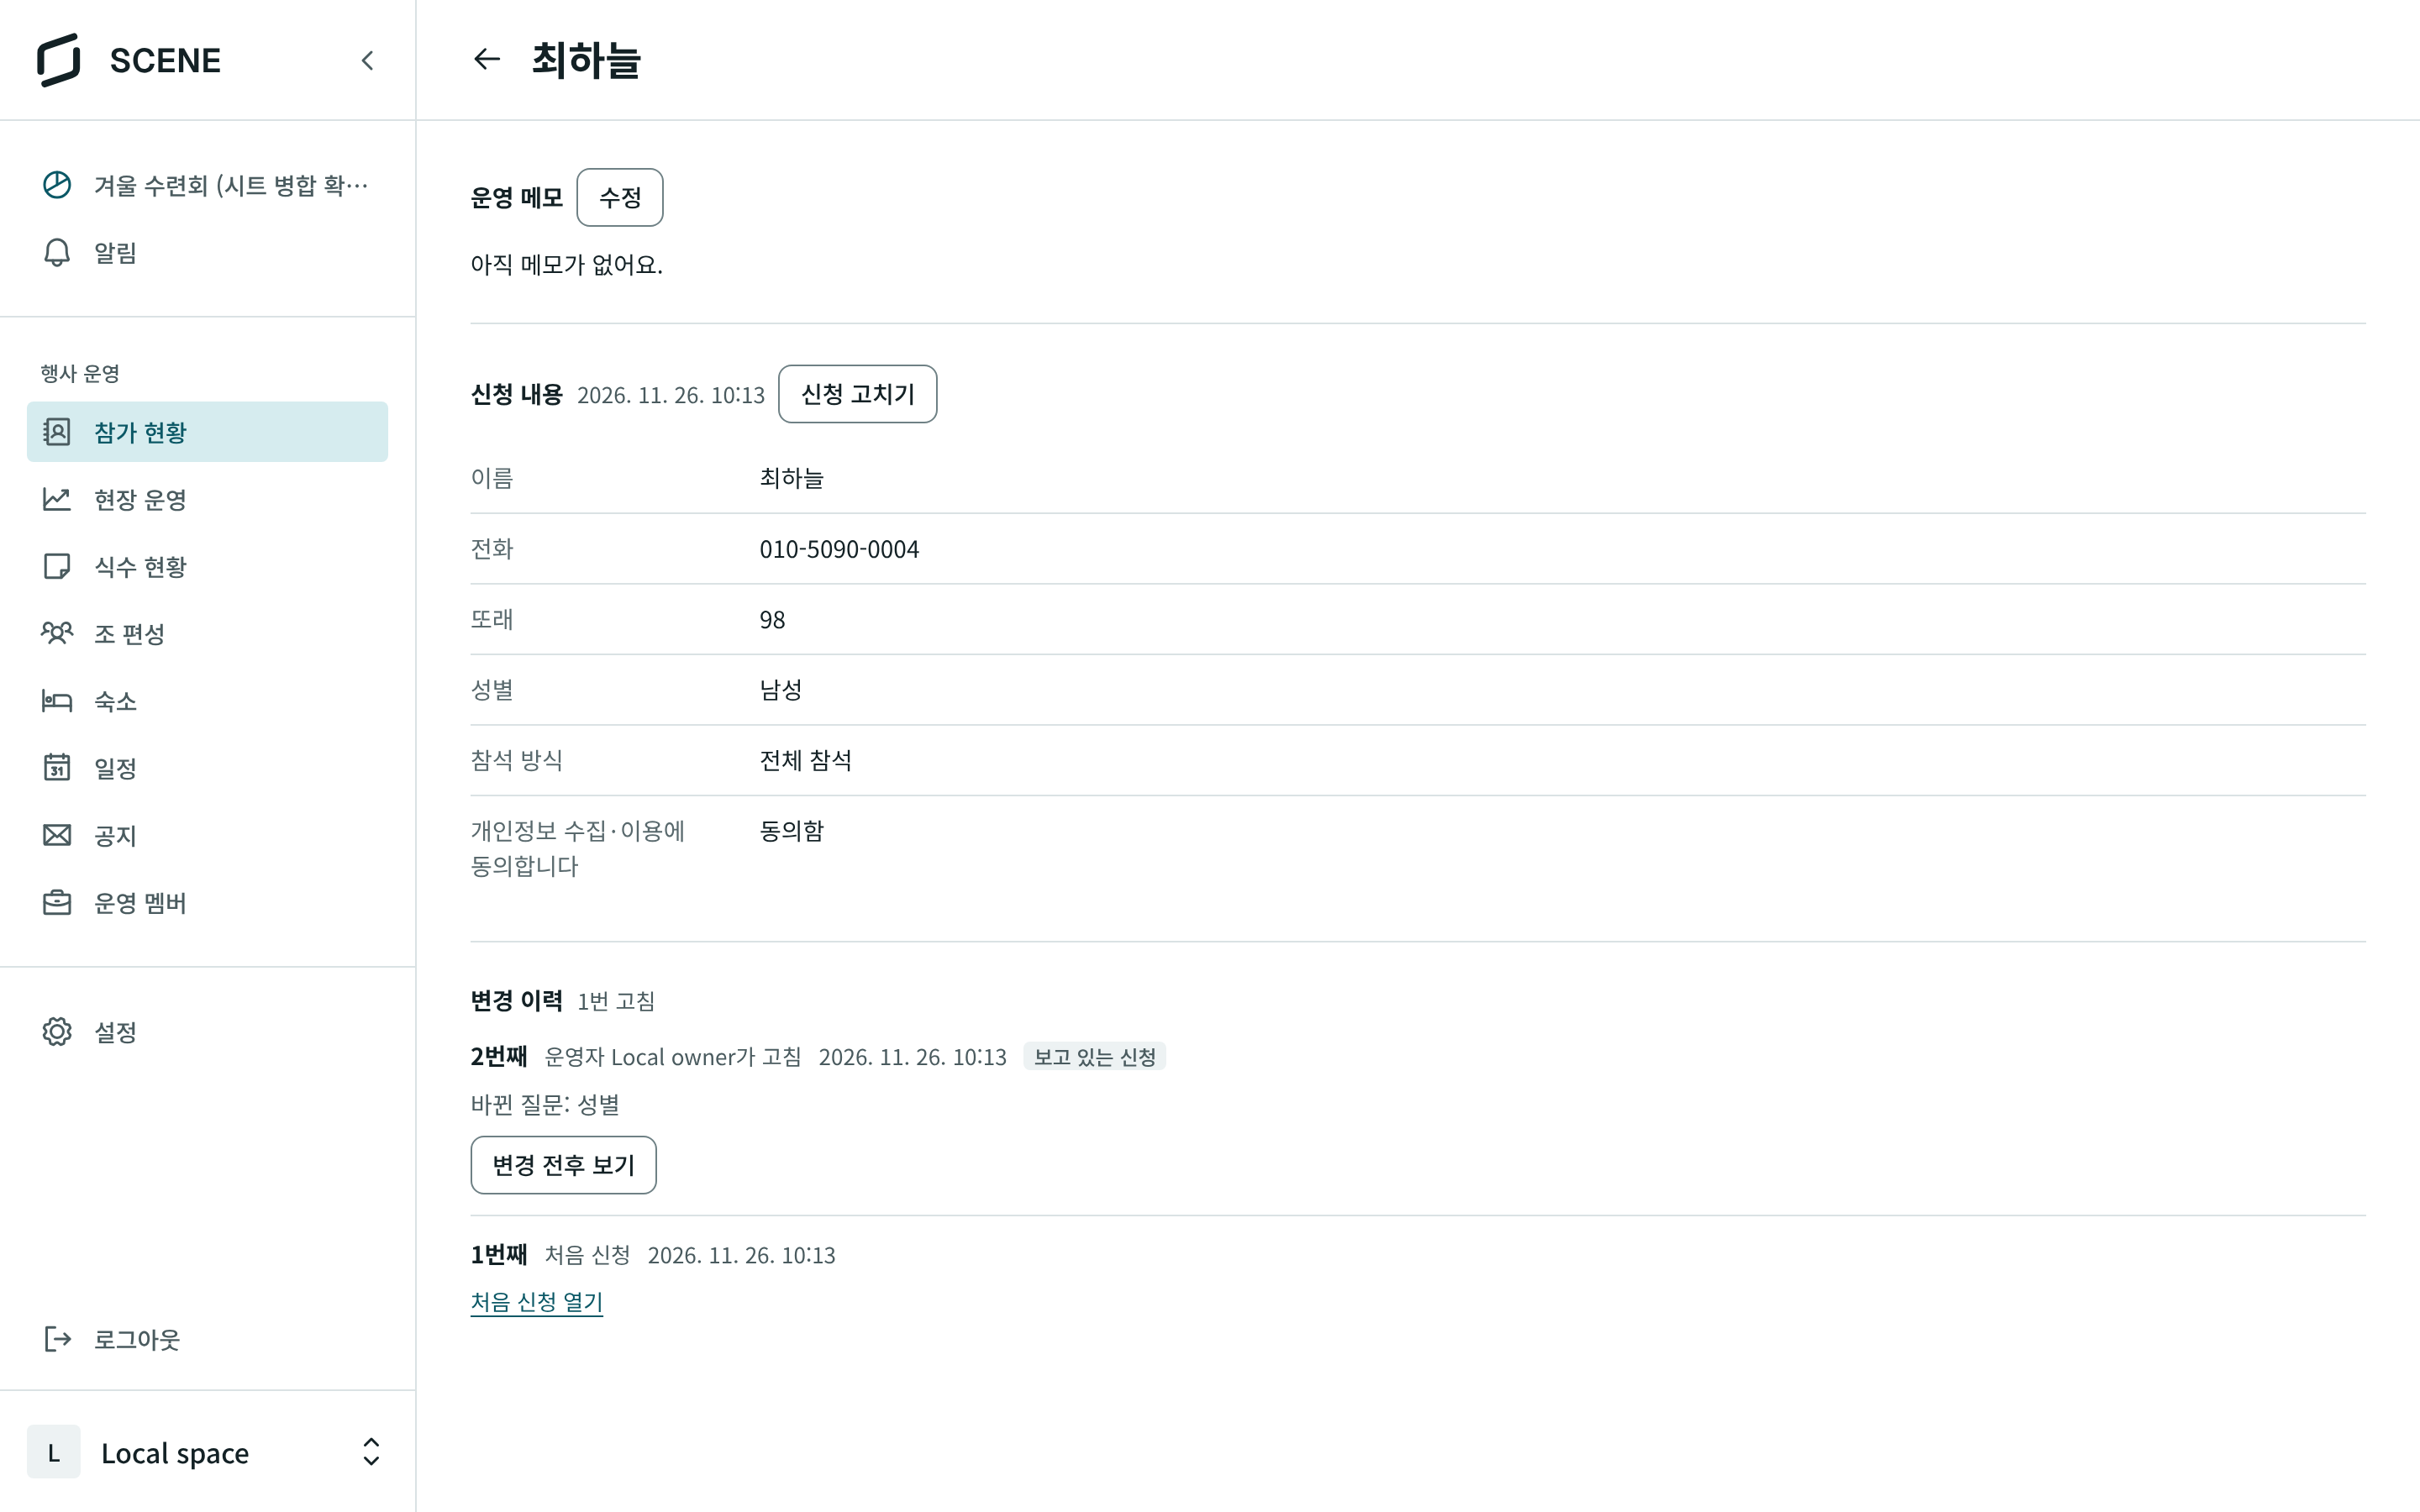 SCENE
최하늘
겨울 수련회 (시트 병합 확…
알림
행사 운영
참가 현황
현장 운영
식수 현황
조 편성
숙소
31
일정
공지
운영 멤버
설정
로그아웃
L
Local space
운영 메모 수정
아직 메모가 없어요.
신청 내용 2026. 11. 26. 10:13 신청 고치기
이름 최하늘
전화 010-5090-0004
또래 98
성별 남성
참석 방식 전체 참석
개인정보 수집·이용에 동의함
동의합니다
변경 이력 1번 고침
2번째 운영자 Local owner가 고침 2026. 11. 26. 10:13 보고 있는 신청
바뀐 질문: 성별
변경 전후 보기
1번째 처음 신청 2026. 11. 26. 10:13
처음 신청 열기